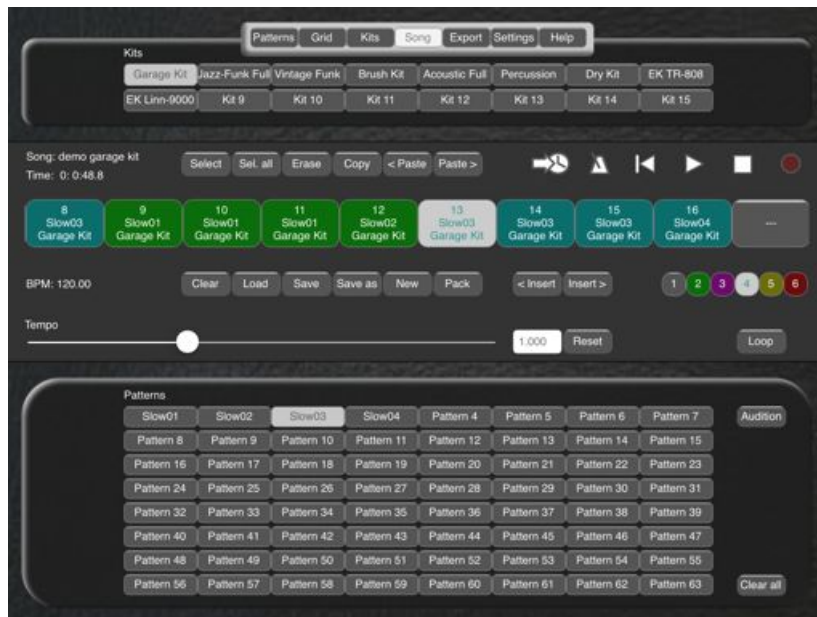 Patterns Grid Kits Song Export Settings Help
Kits
Garage Kit Jazz-Funk Full Vintage Funk Brush Kit Acoustic Full Percussion Dry Kit EK TR-808
EK Linn-9000 Kit 9 Kit 10 Kit 11 Kit 12 Kit 13 Kit 14 Kit 15
Song: demo garage kit
Time: 0: 0:48.8
Select Sel. all Erase Copy < Paste Paste >
8 9 10 11 12 13 14 15 16
Slow03 Slow01 Slow01 Slow01 Slow02 Slow03 Slow03 Slow03 Slow04 ---
Garage Kit Garage Kit Garage Kit Garage Kit Garage Kit Garage Kit Garage Kit Garage Kit Garage Kit
BPM: 120.00 Clear Load Save Save as New Pack < Insert Insert > 1 2 3 4 5 6
Tempo
1.000 Reset Loop
Patterns
Slow01 Slow02 Slow03 Slow04 Pattern 4 Pattern 5 Pattern 6 Pattern 7 Audition
Pattern 8 Pattern 9 Pattern 10 Pattern 11 Pattern 12 Pattern 13 Pattern 14 Pattern 15
Pattern 16 Pattern 17 Pattern 18 Pattern 19 Pattern 20 Pattern 21 Pattern 22 Pattern 23
Pattern 24 Pattern 25 Pattern 26 Pattern 27 Pattern 28 Pattern 29 Pattern 30 Pattern 31
Pattern 32 Pattern 33 Pattern 34 Pattern 35 Pattern 36 Pattern 37 Pattern 38 Pattern 39
Pattern 40 Pattern 41 Pattern 42 Pattern 43 Pattern 44 Pattern 45 Pattern 46 Pattern 47
Pattern 48 Pattern 49 Pattern 50 Pattern 51 Pattern 52 Pattern 53 Pattern 54 Pattern 55
Pattern 56 Pattern 57 Pattern 58 Pattern 59 Pattern 60 Pattern 61 Pattern 62 Pattern 63 Clear all